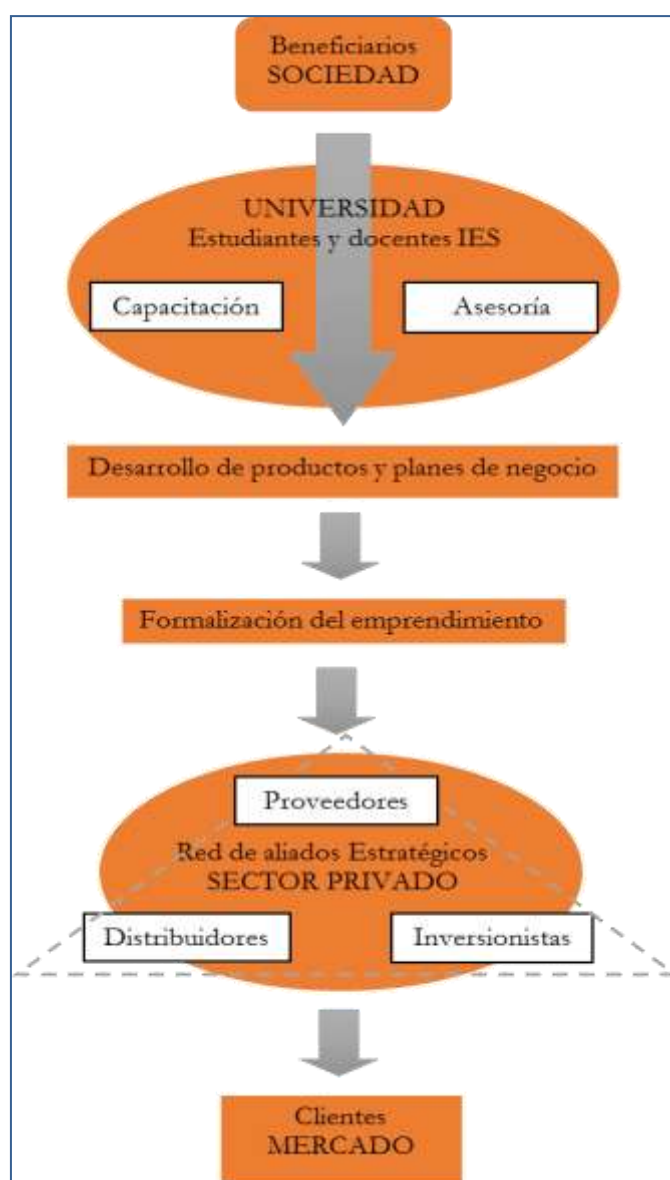 Beneficiarios
SOCIEDAD
UNIVERSIDAD
Estudiantes y docentes IES
Capacitación
Asesoría
Desarrollo de productos y planes de negocio
Formalización del emprendimiento
Proveedores
Red de aliados Estratégicos
SECTOR PRIVADO
Distribuidores
Inversionistas
Clientes
MERCADO